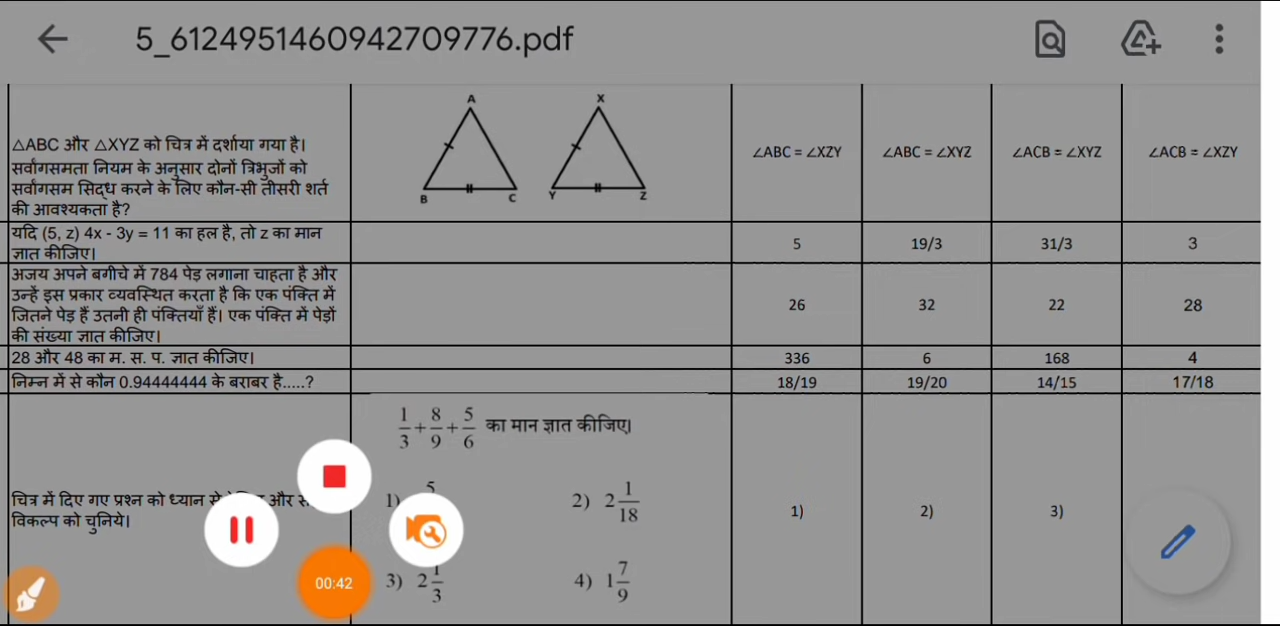 5_6124951460942709776.pdf
△ABC और △XYZ को चित्र में दर्शाया गया है।
सर्वांगसमता नियम के अनुसार दोनों त्रिभुजों को
सर्वांगसम सिद्ध करने के लिए कौन-सी तीसरी शर्त
की आवश्यकता है?
A
B
C
X
Y
Z
∠ABC = ∠XZY
∠ABC = ∠XYZ
∠ACB = ∠XYZ
∠ACB = ∠XZY
यदि (5, z) 4x - 3y = 11 का हल है, तो z का मान
ज्ञात कीजिए।
5
19/3
31/3
3
अजय अपने बगीचे में 784 पेड़ लगाना चाहता है और
उन्हें इस प्रकार व्यवस्थित करता है कि एक पंक्ति में
जितने पेड़ हैं उतनी ही पंक्तियाँ हैं। एक पंक्ति में पेड़ों
की संख्या ज्ञात कीजिए।
26
32
22
28
28 और 48 का म. स. प. ज्ञात कीजिए।
336
6
168
4
निम्न में से कौन 0.94444444 के बराबर है.....?
18/19
19/20
14/15
17/18
चित्र में दिए गए प्रश्न को ध्यान से और
विकल्प को चुनिये।
1/3 + 8/9 + 5/6 का मान ज्ञात कीजिए।
1) 5
2) 2 1/18
3) 2 1/3
4) 1 7/9
1)
2)
3)
00:42